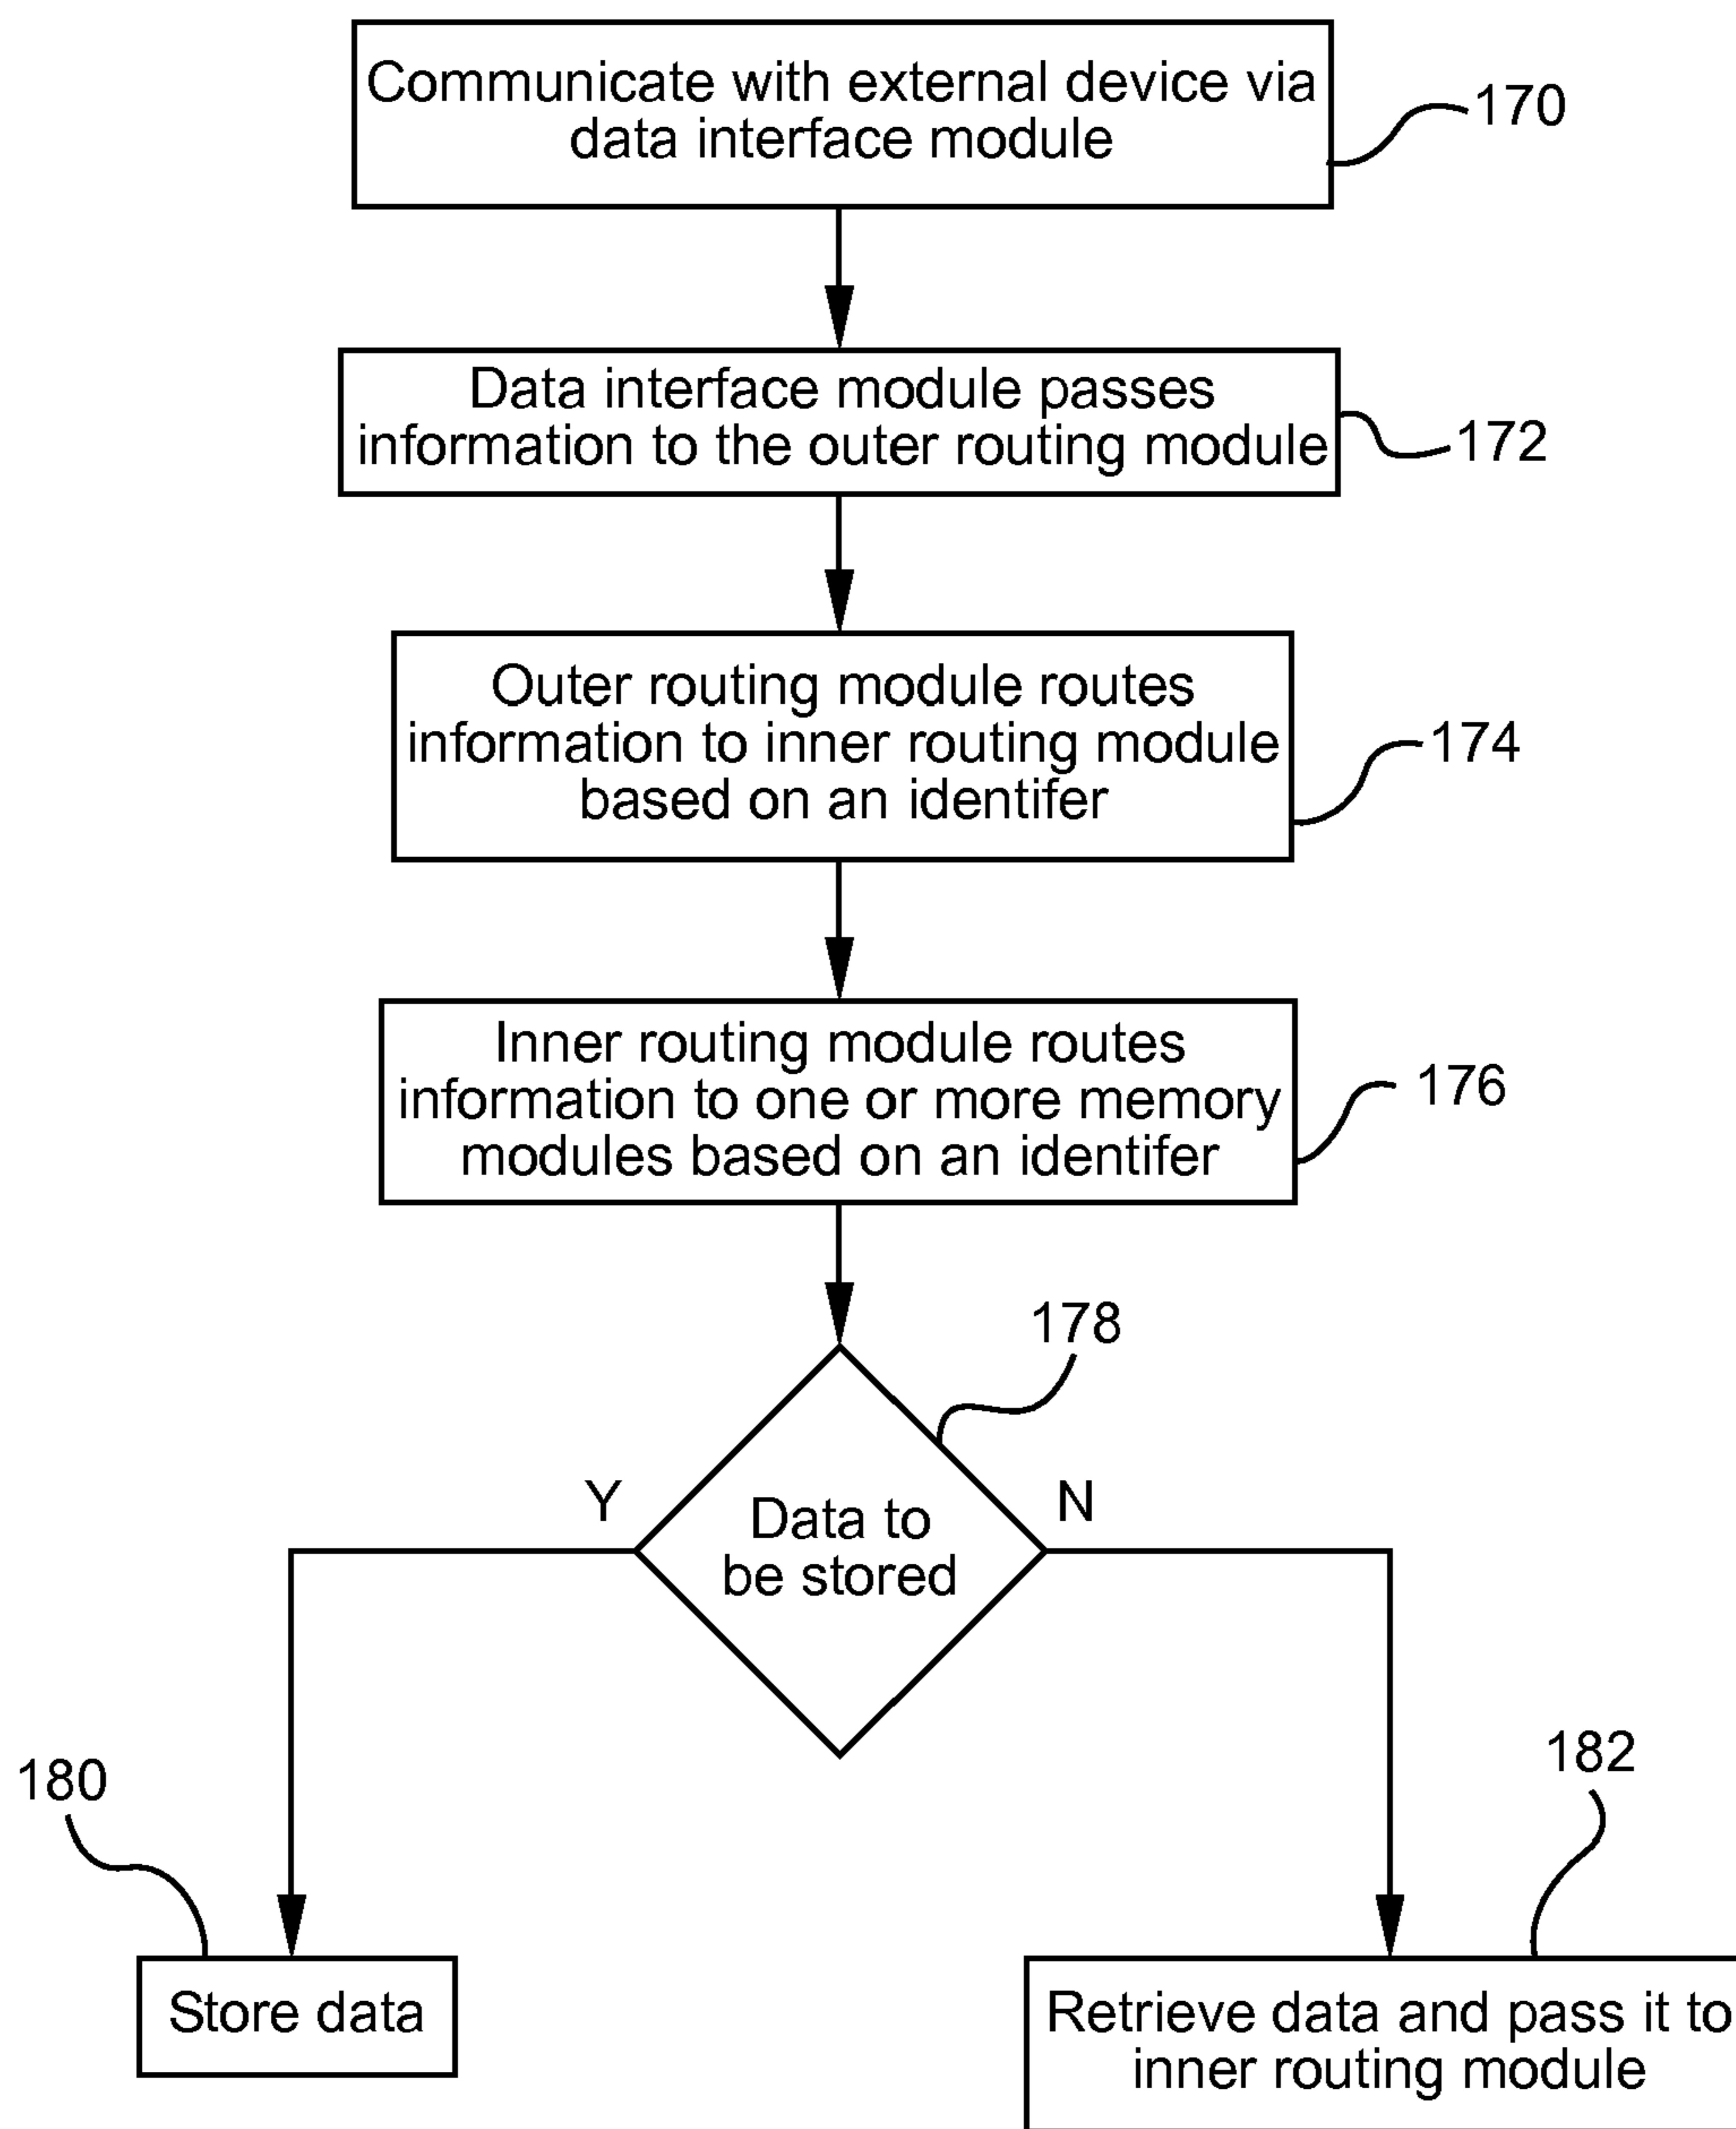 Communicate with external device via
data interface module
170
Data interface module passes
information to the outer routing module
172
Outer routing module routes
information to inner routing module
based on an identifer
174
Inner routing module routes
information to one or more memory
modules based on an identifer
176
178
Y
N
Data to
be stored
180
182
Store data
Retrieve data and pass it to
inner routing module